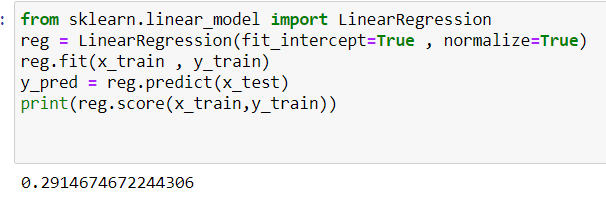 :
from sklearn.linear_model import LinearRegression
reg = LinearRegression(fit_intercept=True , normalize=True)
reg.fit(x_train , y_train)
y_pred = reg.predict(x_test)
print(reg.score(x_train,y_train))
0.2914674672244306